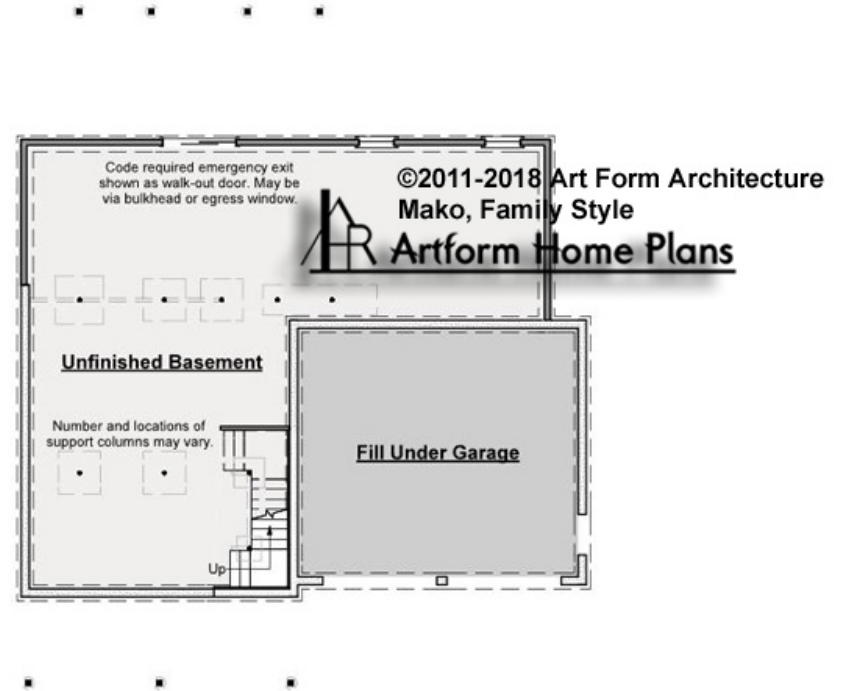 Code required emergency exit
shown as walk-out door. May be
via bulkhead or egress window.
©2011-2018 Art Form Architecture
Mako, Family Style
AFR Artform Home Plans
Unfinished Basement
Number and locations of
support columns may vary.
Fill Under Garage
Up